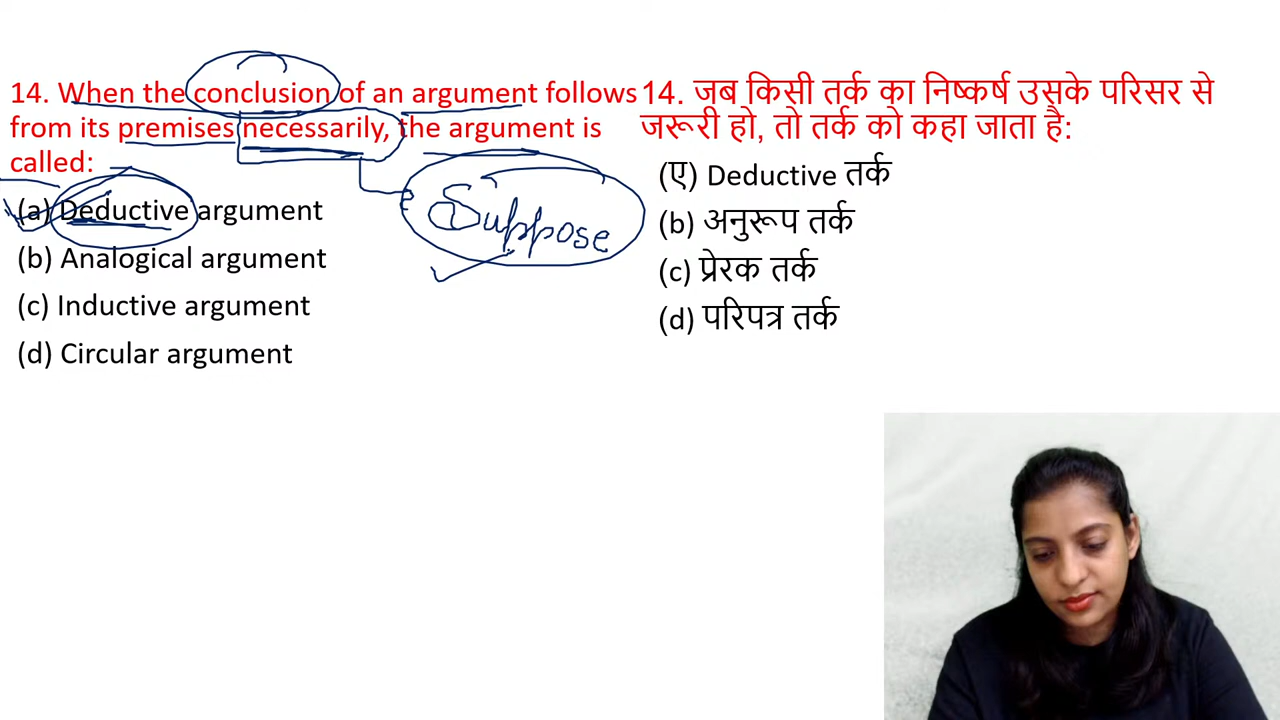 14. When the conclusion of an argument follows
from its premises necessarily, the argument is
called:
(a) Deductive argument
(b) Analogical argument
(c) Inductive argument
(d) Circular argument
Suppose
14. जब किसी तर्क का निष्कर्ष उसके परिसर से
जरूरी हो, तो तर्क को कहा जाता है:
(ए) Deductive तर्क
(b) अनुरूप तर्क
(c) प्रेरक तर्क
(d) परिपत्र तर्क